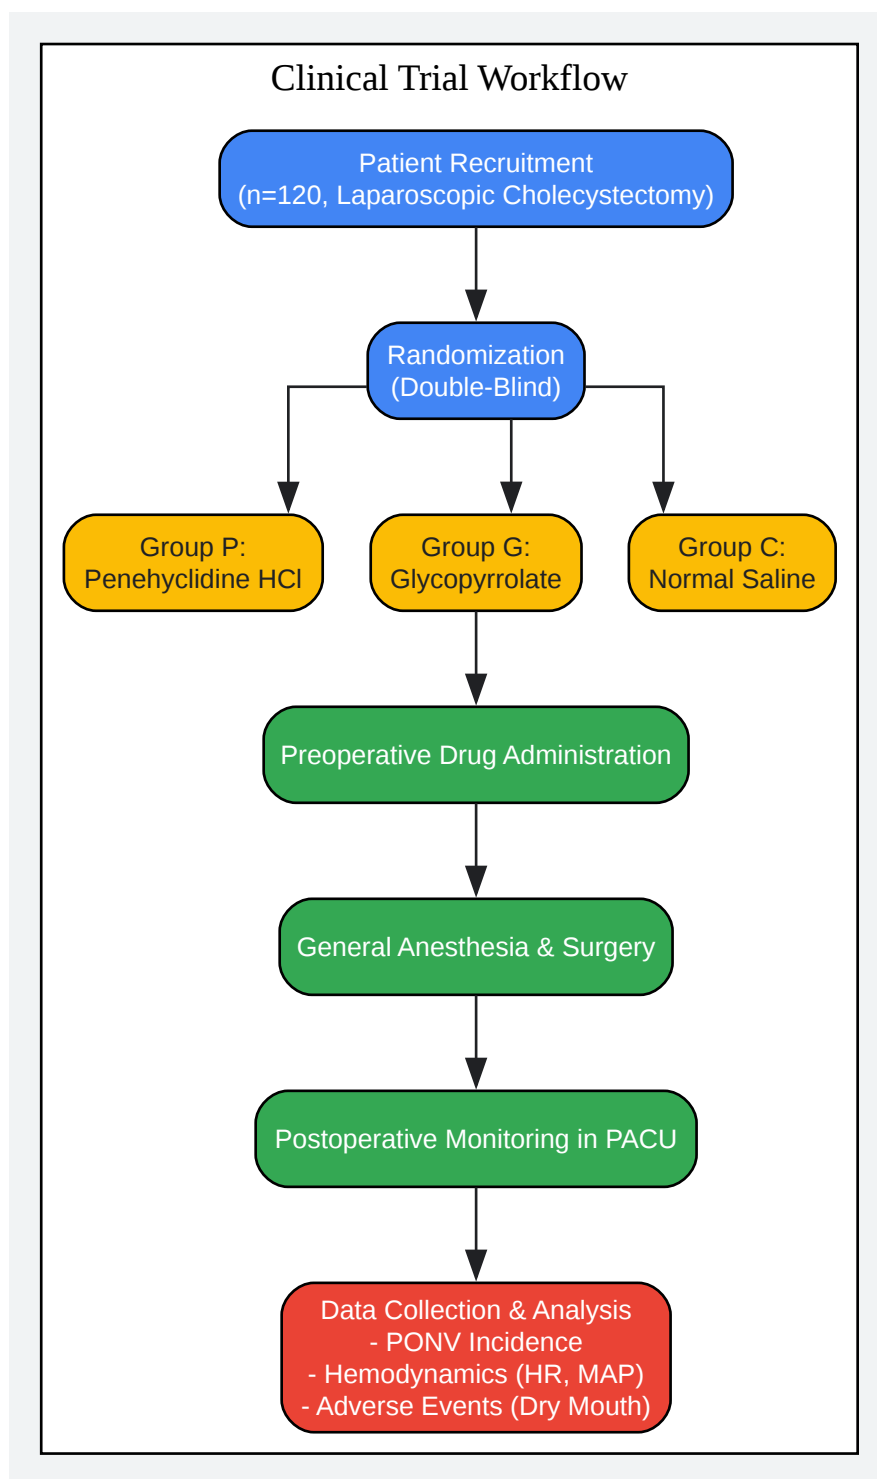 Clinical Trial Workflow
Patient Recruitment
(n=120, Laparoscopic Cholecystectomy)
Randomization
(Double-Blind)
Group P:
Penehyclidine HCl
Group G:
Glycopyrrolate
Group C:
Normal Saline
Preoperative Drug Administration
General Anesthesia & Surgery
Postoperative Monitoring in PACU
Data Collection & Analysis
- PONV Incidence
- Hemodynamics (HR, MAP)
- Adverse Events (Dry Mouth)